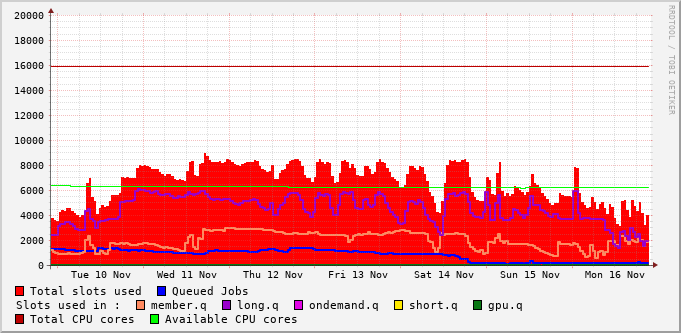 RRDTOOL / TOBI OETIKER
20000
18000
16000
14000
12000
10000
8000
6000
4000
2000
0
Tue 10 Nov Wed 11 Nov Thu 12 Nov Fri 13 Nov Sat 14 Nov Sun 15 Nov Mon 16 Nov
Total slots used Queued Jobs
Slots used in : member.q long.q ondemand.q short.q gpu.q
Total CPU cores Available CPU cores